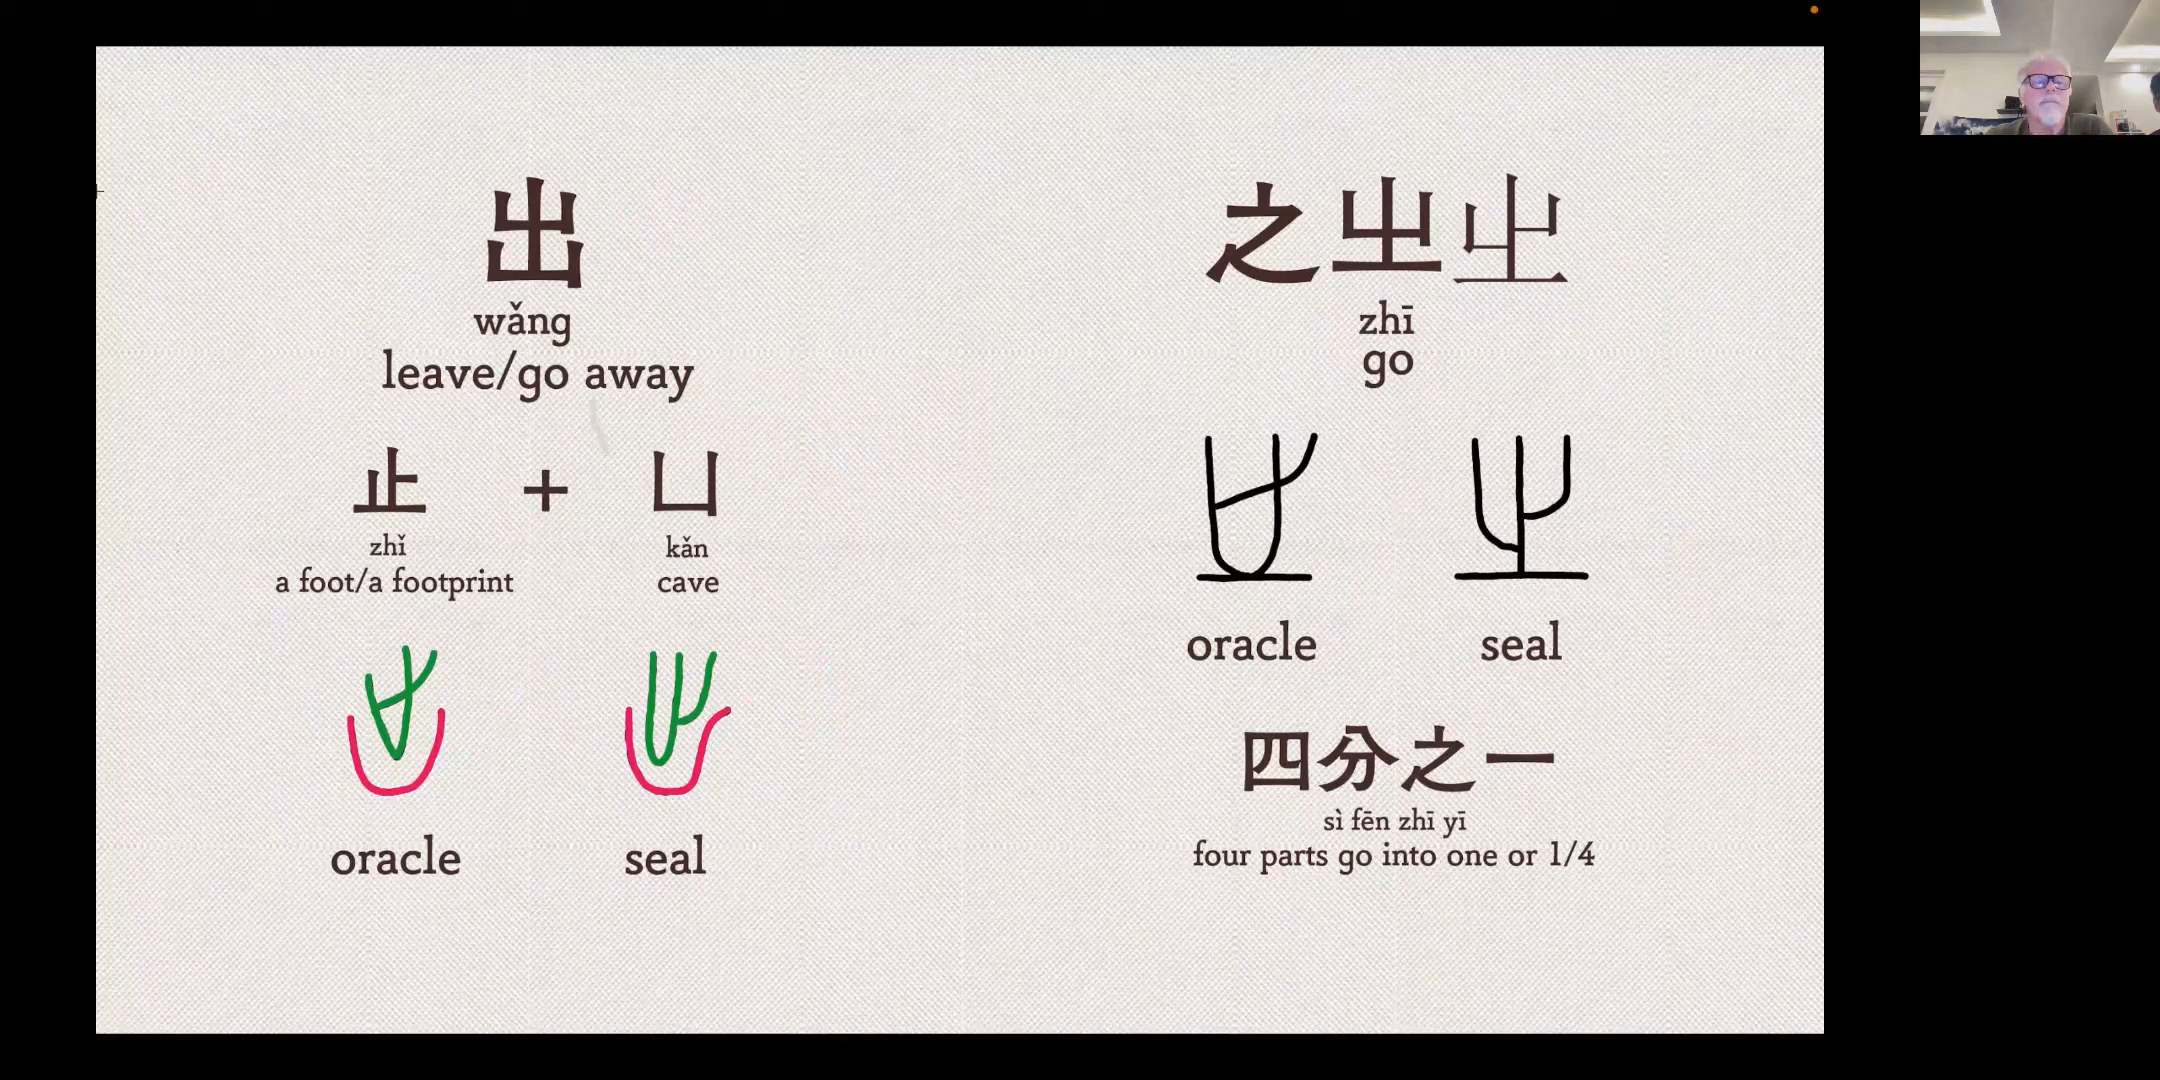 出
wǎng
leave/go away
止 + 凵
zhǐ kǎn
a foot/a footprint cave
oracle seal
之㞢
zhī
go
oracle seal
四分之一
sì fēn zhī yī
four parts go into one or 1/4